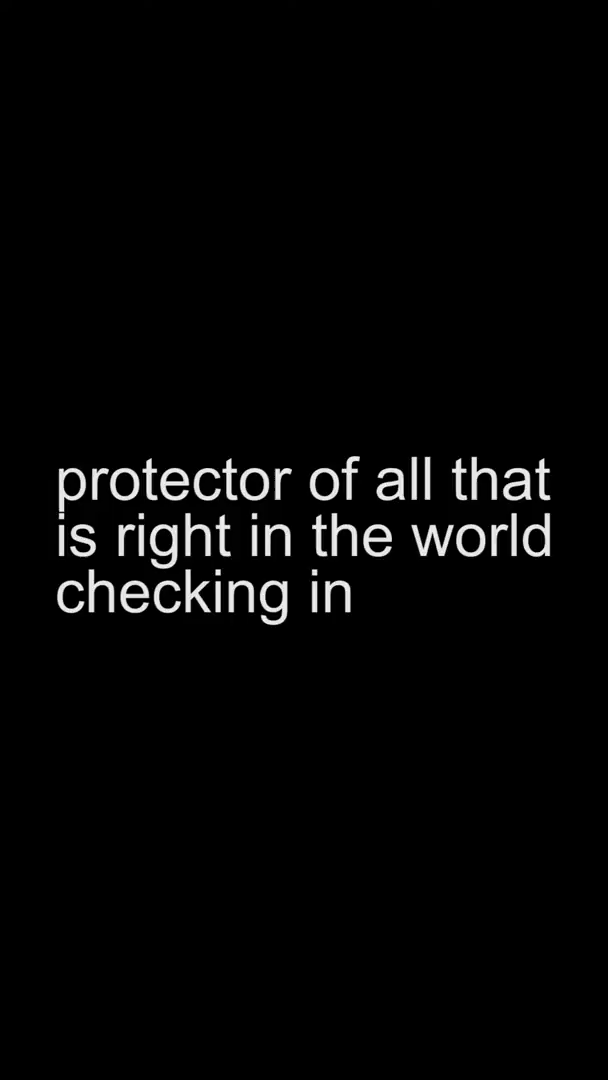 protector of all that
is right in the world
checking in